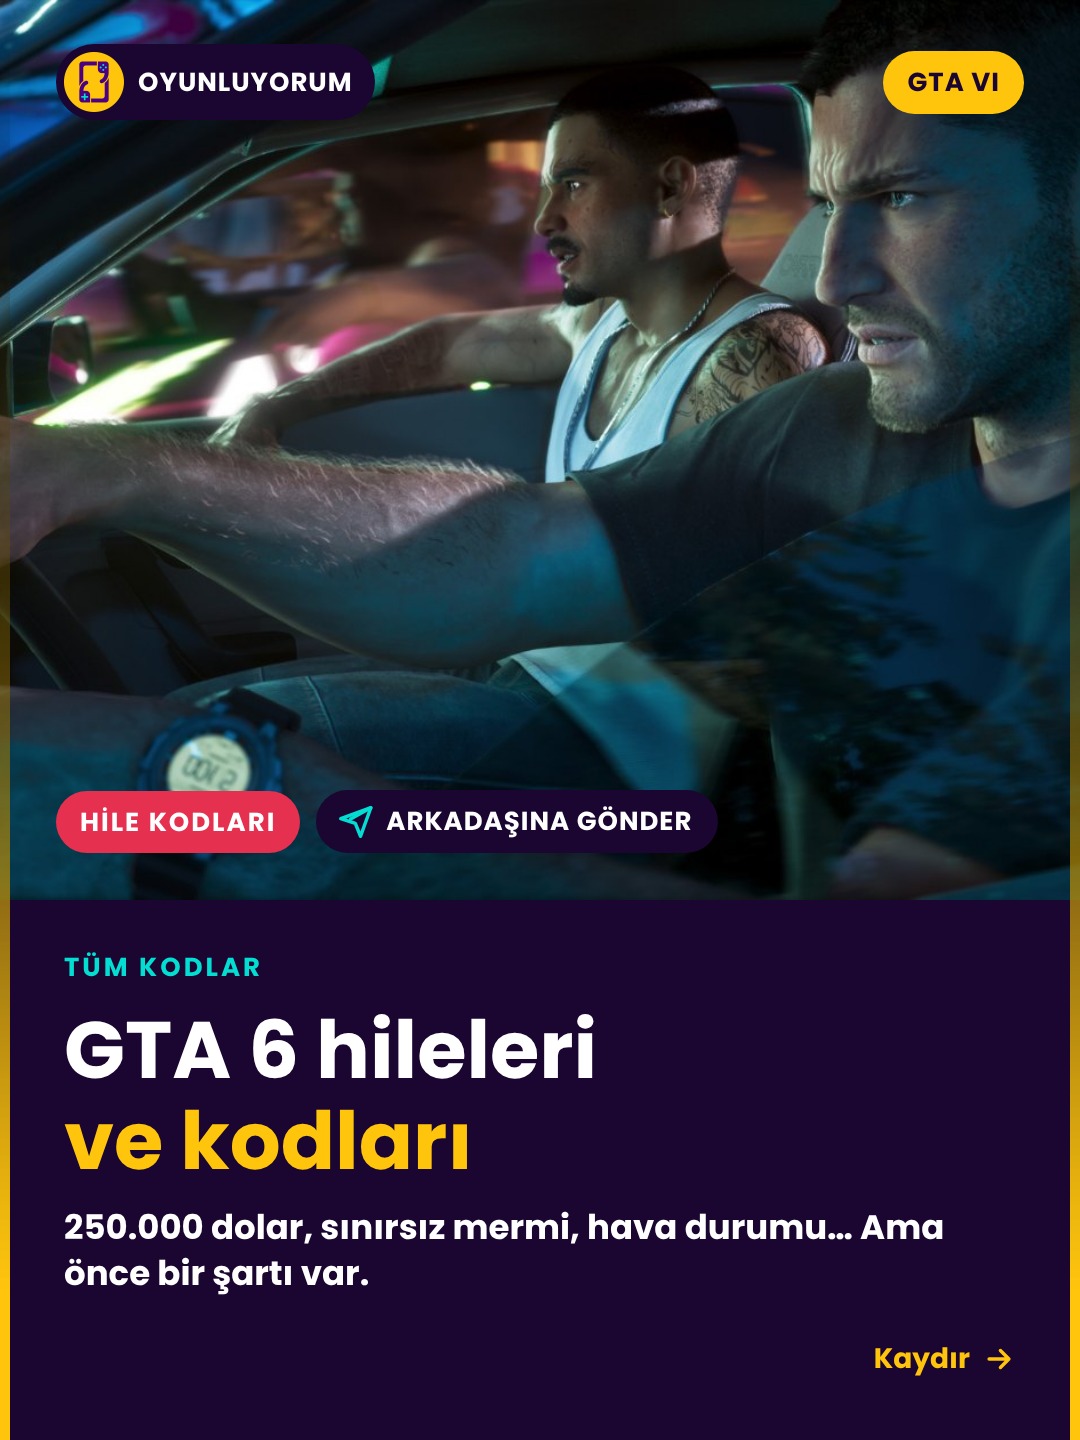 OYUNLUYORUM
GTA VI
HİLE KODLARI
ARKADAŞINA GÖNDER
TÜM KODLAR
GTA 6 hileleri
ve kodları
250.000 dolar, sınırsız mermi, hava durumu... Ama
önce bir şartı var.
Kaydır →